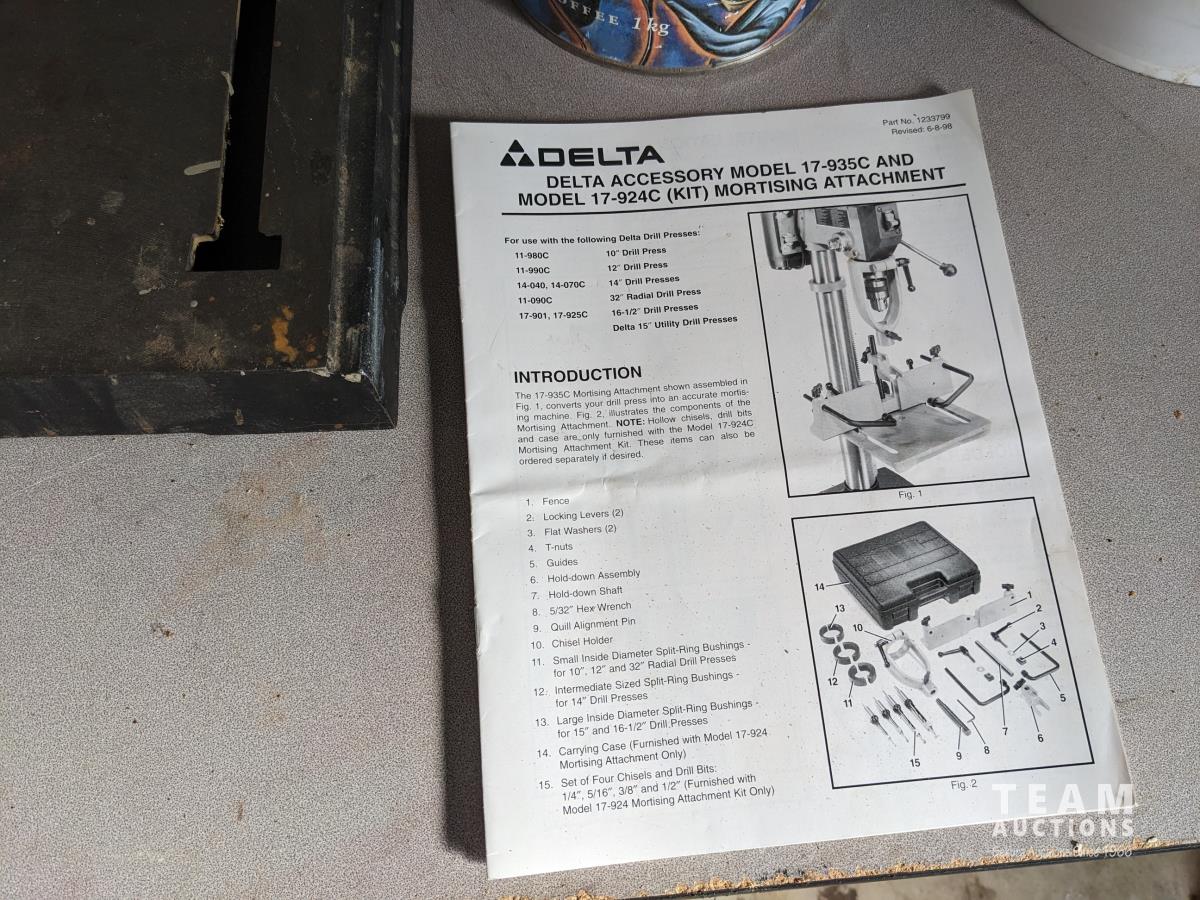 OFFEE 1kg
Part No. 1233799
Revised: 6-8-98
DELTA
DELTA ACCESSORY MODEL 17-935C AND
MODEL 17-924C (KIT) MORTISING ATTACHMENT
For use with the following Delta Drill Presses:
11-980C 10" Drill Press
11-990C 12" Drill Press
14-040, 14-070C 14" Drill Presses
11-090C 32" Radial Drill Press
17-901, 17-925C 16-1/2" Drill Presses
Delta 15" Utility Drill Presses
INTRODUCTION
The 17-935C Mortising Attachment shown assembled in
Fig. 1, converts your drill press into an accurate mortis-
ing machine. Fig. 2, illustrates the components of the
Mortising Attachment. NOTE: Hollow chisels, drill bits
and case are only furnished with the Model 17-924C
Mortising Attachment Kit. These items can also be
ordered separately if desired.
Fig. 1
1. Fence
2. Locking Levers (2)
3. Flat Washers (2)
4. T-nuts
5. Guides
6. Hold-down Assembly
7. Hold-down Shaft
8. 5/32" Hex Wrench
9. Quill Alignment Pin
10. Chisel Holder
11. Small Inside Diameter Split-Ring Bushings -
for 10", 12" and 32" Radial Drill Presses
12. Intermediate Sized Split-Ring Bushings -
for 14" Drill Presses
13. Large Inside Diameter Split-Ring Bushings -
for 15" and 16-1/2" Drill Presses
14. Carrying Case (Furnished with Model 17-924
Mortising Attachment Only)
15. Set of Four Chisels and Drill Bits:
1/4", 5/16", 3/8" and 1/2" (Furnished with
Model 17-924 Mortising Attachment Kit Only)
14
13
10
1
2
3
4
12
11
5
15
9
8
7
6
Fig. 2
TEAM
AUCTIONS